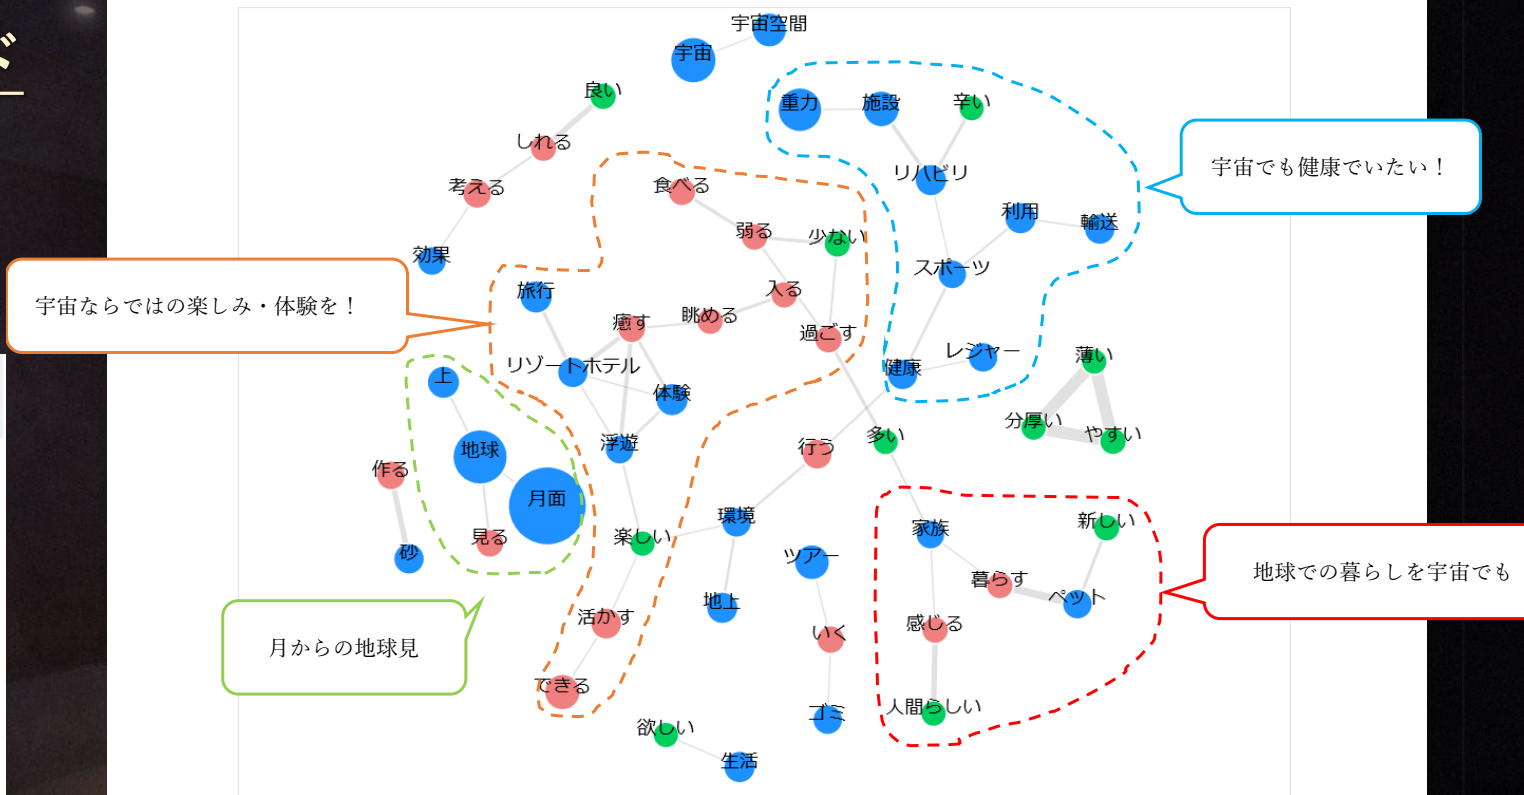 ド
宇宙空間
宇宙
良い
重力
施設
辛い
しれる
宇宙でも健康でいたい！
リハビリ
考える
食べる
利用
輸送
弱る
少ない
効果
スポーツ
旅行
入る
宇宙ならではの楽しみ・体験を！
癒す
眺める
過ごす
レジャー
薄い
リゾートホテル
健康
上
体験
分厚い
やすい
多い
浮遊
行う
地球
作る
月面
環境
新しい
家族
見る
楽しい
砂
ツアー
地球での暮らしを宇宙でも
暮らす
ペット
地上
活かす
感じる
いく
月からの地球見
できる
人間らしい
ゴミ
欲しい
生活